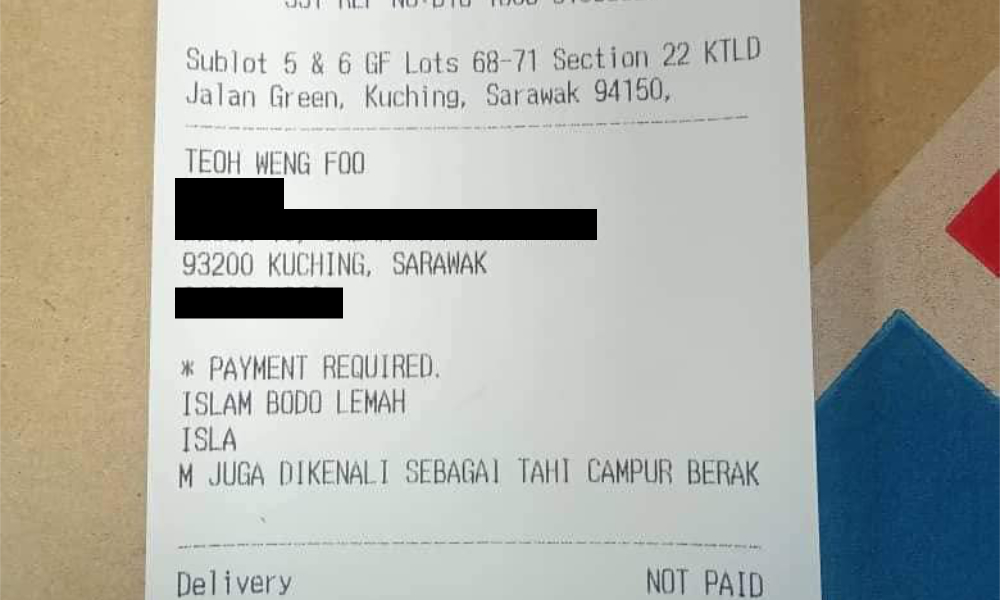 Sublot 5 & 6 GF Lots 68-71 Section 22 KTLD
Jalan Green, Kuching, Sarawak 94150,
TEOH WENG FOO
93200 KUCHING, SARAWAK
* PAYMENT REQUIRED.
ISLAM BODO LEMAH
ISLA
M JUGA DIKENALI SEBAGAI TAHI CAMPUR BERAK
Delivery NOT PAID